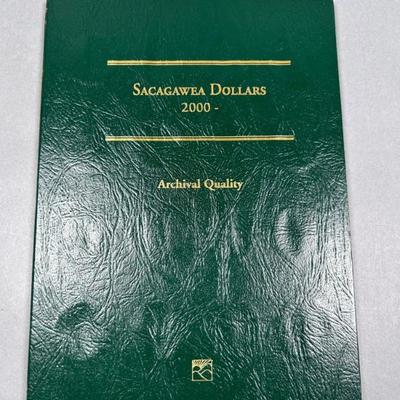 SACAGAWEA DOLLARS
2000 -
Archival Quality